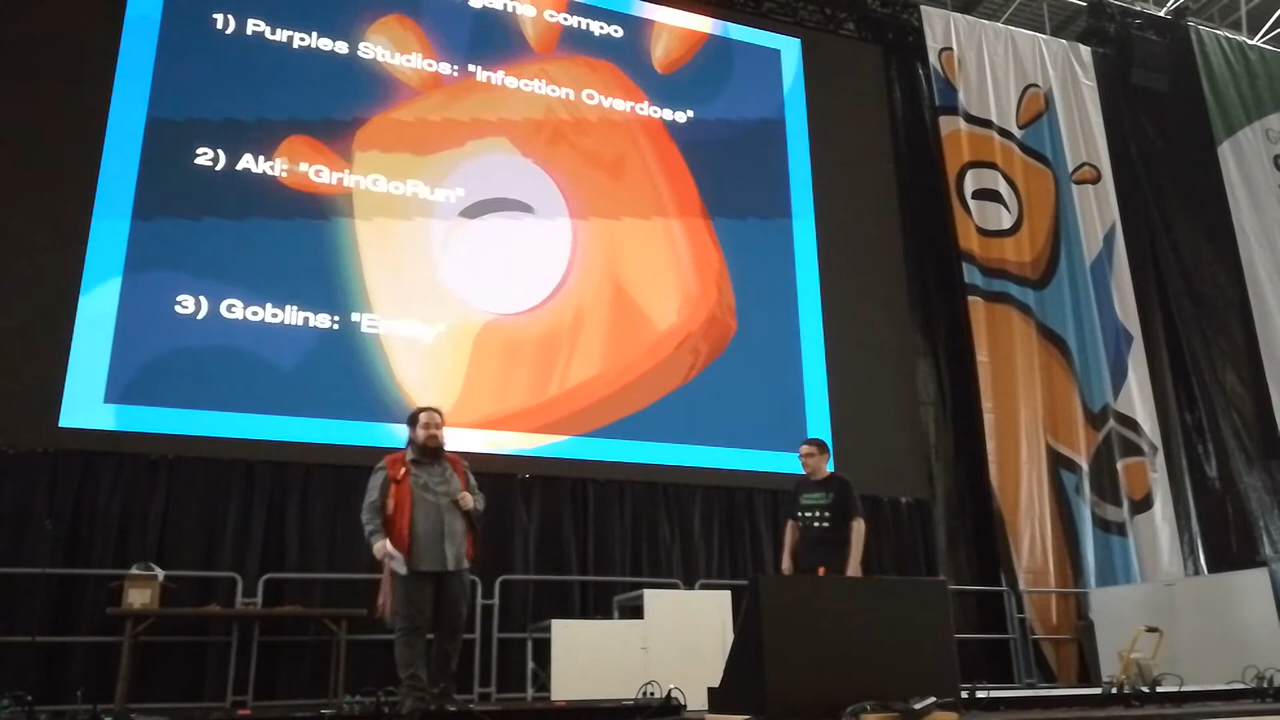 game compo
1) Purples Studios: "Infection Overdose"
2) Aki: "GrinGoRun"
3) Goblins: